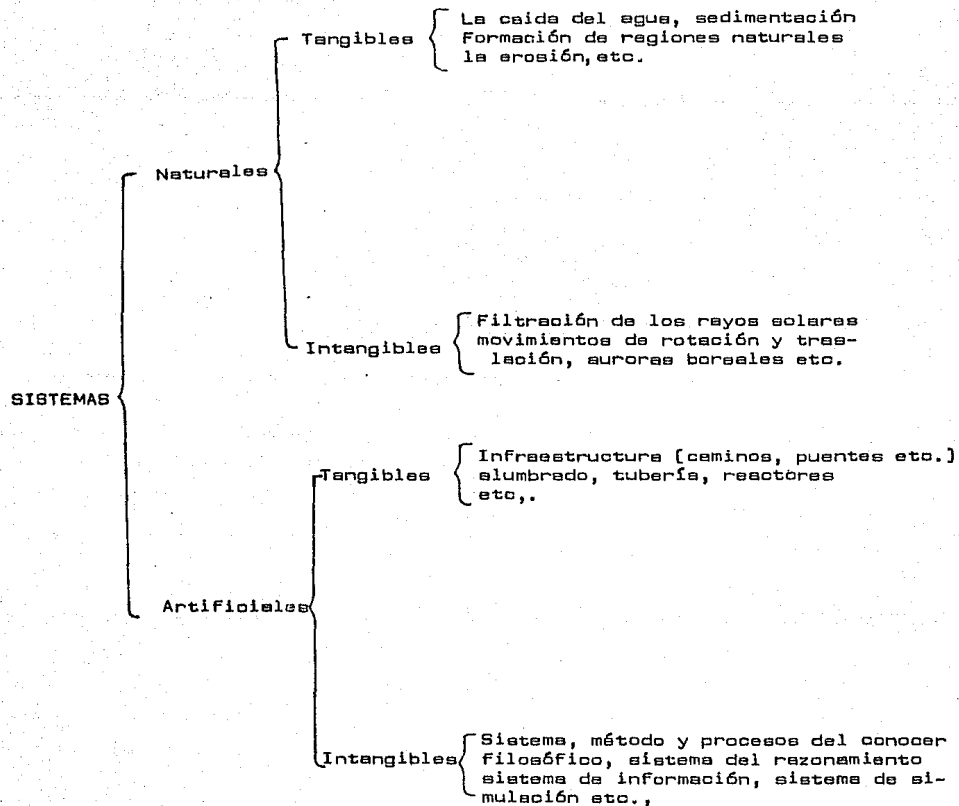 Tangibles
La caida del agua, sedimentación
Formación de regiones naturales
la erosión, etc.
Naturales
Intangibles
Filtración de los rayos solares
movimientos de rotación y tras-
lación, auroras boreales etc.
SISTEMAS
Tangibles
Infraestructura (caminos, puentes etc.)
alumbrado, tubería, reactores
etc,.
Artificiales
Intangibles
Sistema, método y procesos del conocer
filosófico, sistema del razonamiento
sistema de información, sistema de si-
mulación etc.,